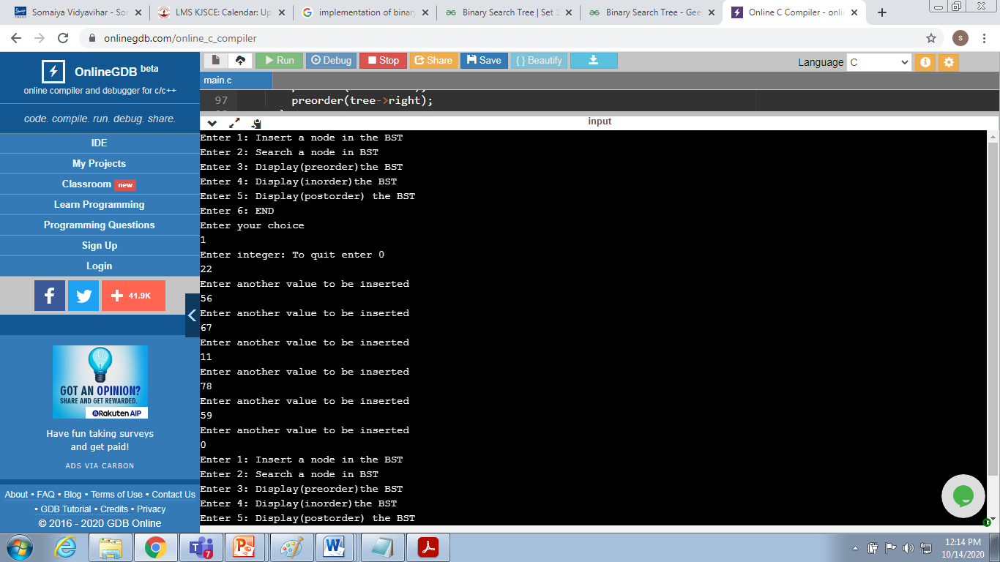 Somaiya Vidyavihar - Sor
LMS KJSCE: Calendar: Up
implementation of binary
Binary Search Tree | Set 1
Binary Search Tree - Gee
Online C Compiler - onlin
onlinegdb.com/online_c_compiler
s
OnlineGDB beta
online compiler and debugger for c/c++
code. compile. run. debug. share.
IDE
My Projects
Classroom new
Learn Programming
Programming Questions
Sign Up
Login
41.9K
GOT AN OPINION?
SHARE AND GET REWARDED.
Rakuten AIP
Have fun taking surveys
and get paid!
ADS VIA CARBON
About • FAQ • Blog • Terms of Use • Contact Us
• GDB Tutorial • Credits • Privacy
© 2016 - 2020 GDB Online
Run Debug Stop Share Save { } Beautify
Language C
main.c
97 preorder(tree->right);
input
Enter 1: Insert a node in the BST
Enter 2: Search a node in BST
Enter 3: Display(preorder)the BST
Enter 4: Display(inorder)the BST
Enter 5: Display(postorder) the BST
Enter 6: END
Enter your choice
1
Enter integer: To quit enter 0
22
Enter another value to be inserted
56
Enter another value to be inserted
67
Enter another value to be inserted
11
Enter another value to be inserted
78
Enter another value to be inserted
59
Enter another value to be inserted
0
Enter 1: Insert a node in the BST
Enter 2: Search a node in BST
Enter 3: Display(preorder)the BST
Enter 4: Display(inorder)the BST
Enter 5: Display(postorder) the BST
7
12:14 PM
10/14/2020